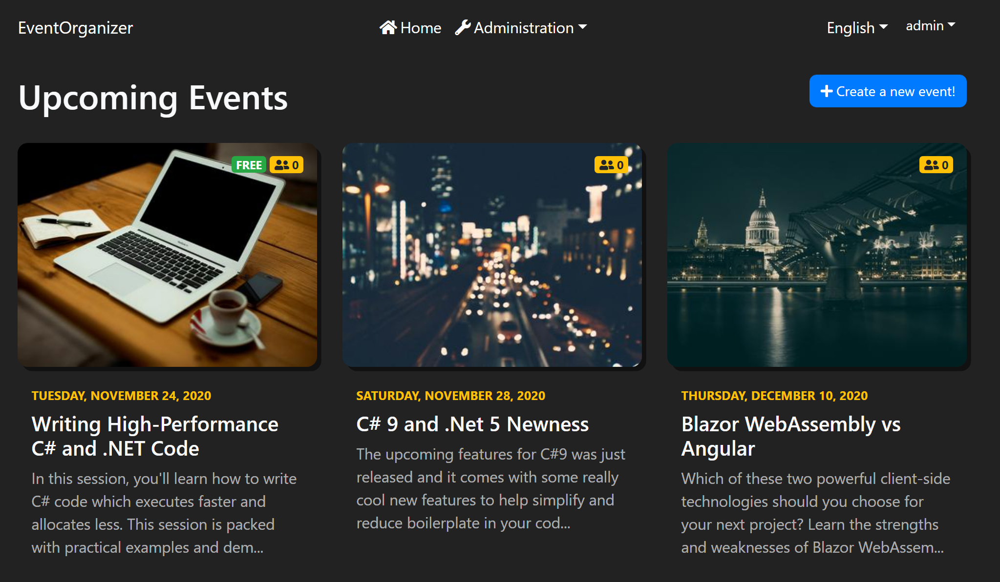 EventOrganizer
Home
Administration
English
admin
Upcoming Events
Create a new event!
FREE
0
0
0
TUESDAY, NOVEMBER 24, 2020
Writing High-Performance
C# and .NET Code
In this session, you'll learn how to write
C# code which executes faster and
allocates less. This session is packed
with practical examples and dem...
SATURDAY, NOVEMBER 28, 2020
C# 9 and .Net 5 Newness
The upcoming features for C#9 was just
released and it comes with some really
cool new features to help simplify and
reduce boilerplate in your cod...
THURSDAY, DECEMBER 10, 2020
Blazor WebAssembly vs
Angular
Which of these two powerful client-side
technologies should you choose for
your next project? Learn the strengths
and weaknesses of Blazor WebAssem...